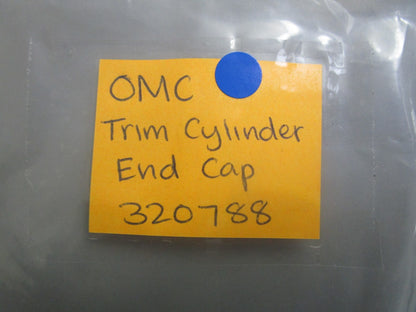 OMC
Trim Cylinder
End Cap
320788